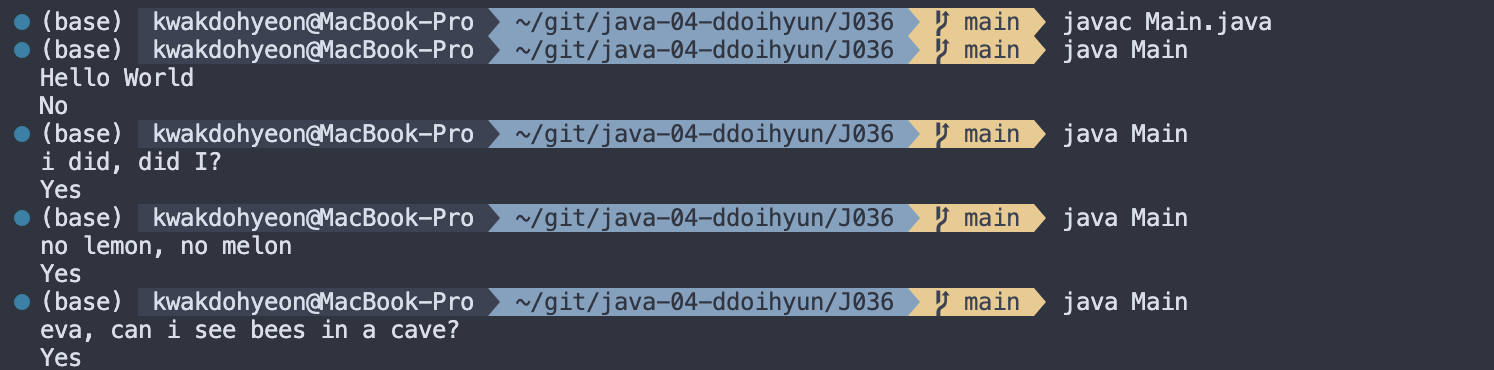 (base) kwakdohyeon@MacBook-Pro ~/git/java-04-ddoihyun/J036 main javac Main.java
(base) kwakdohyeon@MacBook-Pro ~/git/java-04-ddoihyun/J036 main java Main
Hello World
No
(base) kwakdohyeon@MacBook-Pro ~/git/java-04-ddoihyun/J036 main java Main
i did, did I?
Yes
(base) kwakdohyeon@MacBook-Pro ~/git/java-04-ddoihyun/J036 main java Main
no lemon, no melon
Yes
(base) kwakdohyeon@MacBook-Pro ~/git/java-04-ddoihyun/J036 main java Main
eva, can i see bees in a cave?
Yes